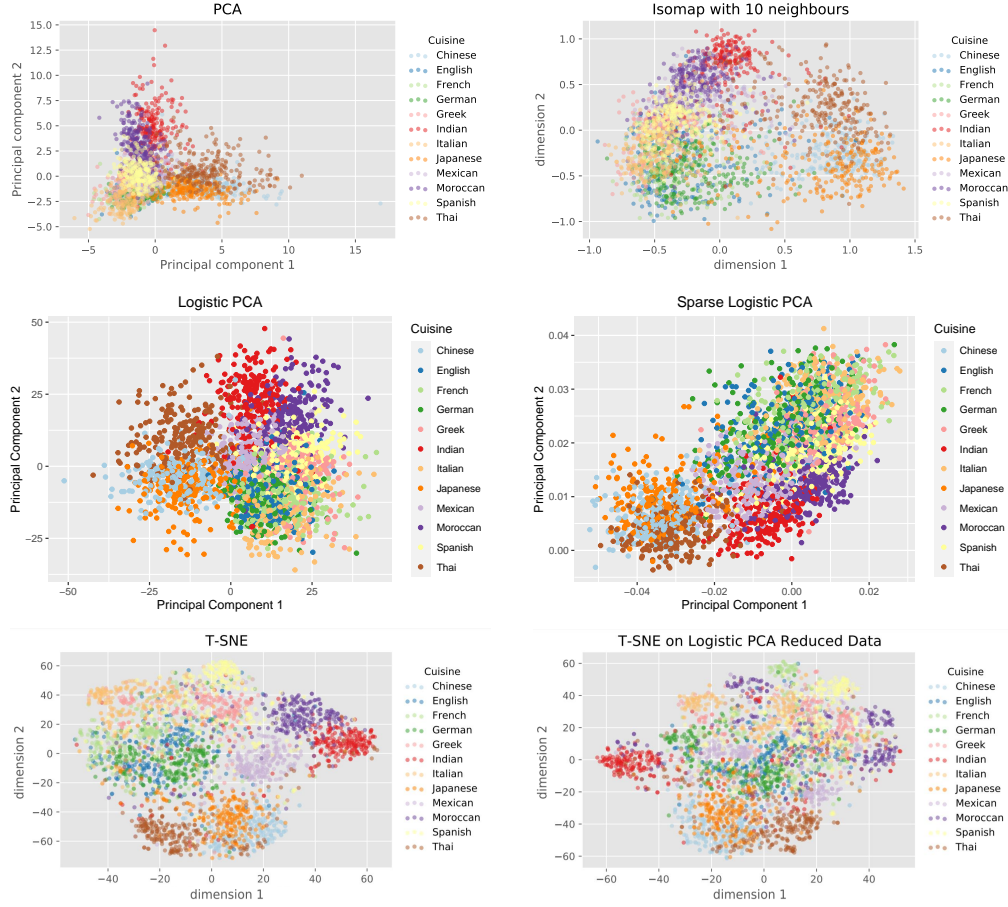 PCA
15.0
12.5
10.0
7.5
5.0
2.5
0.0
−2.5
−5.0
Principal component 2
−5
0
5
10
15
Principal component 1
Cuisine
Chinese
English
French
German
Greek
Indian
Italian
Japanese
Mexican
Moroccan
Spanish
Thai
Isomap with 10 neighbours
1.0
0.5
0.0
−0.5
−1.0
dimension 2
−1.0
−0.5
0.0
0.5
1.0
1.5
dimension 1
Cuisine
Chinese
English
French
German
Greek
Indian
Italian
Japanese
Mexican
Moroccan
Spanish
Thai
Logistic PCA
50
25
0
−25
Principal Component 2
−50
−25
0
25
Principal Component 1
Cuisine
Chinese
English
French
German
Greek
Indian
Italian
Japanese
Mexican
Moroccan
Spanish
Thai
Sparse Logistic PCA
0.04
0.03
0.02
0.01
0.00
Principal Component 2
−0.04
−0.02
0.00
0.02
Principal Component 1
Cuisine
Chinese
English
French
German
Greek
Indian
Italian
Japanese
Mexican
Moroccan
Spanish
Thai
T-SNE
60
40
20
0
−20
−40
−60
dimension 2
−40
−20
0
20
40
60
dimension 1
Cuisine
Chinese
English
French
German
Greek
Indian
Italian
Japanese
Mexican
Moroccan
Spanish
Thai
T-SNE on Logistic PCA Reduced Data
60
40
20
0
−20
−40
−60
dimension 2
−60
−40
−20
0
20
40
dimension 1
Cuisine
Chinese
English
French
German
Greek
Indian
Italian
Japanese
Mexican
Moroccan
Spanish
Thai